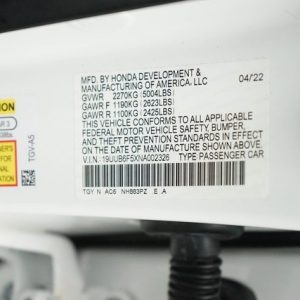 MFD. BY HONDA DEVELOPMENT &
MANUFACTURING OF AMERICA, LLC 04/22
GVWR 2270KG (5004LBS)
GAWR F 1190KG (2623LBS)
GAWR R 1100KG (2425LBS)
THIS VEHICLE CONFORMS TO ALL APPLICABLE
FEDERAL MOTOR VEHICLE SAFETY, BUMPER,
AND THEFT PREVENTION STANDARDS IN EFFECT
ON THE DATE OF MANUFACTURE SHOWN ABOVE.
V.I.N. 19UUB6F5XNA002326 TYPE:PASSENGER CAR
TGY N AC6 NH883PZ E A
TGV-A5